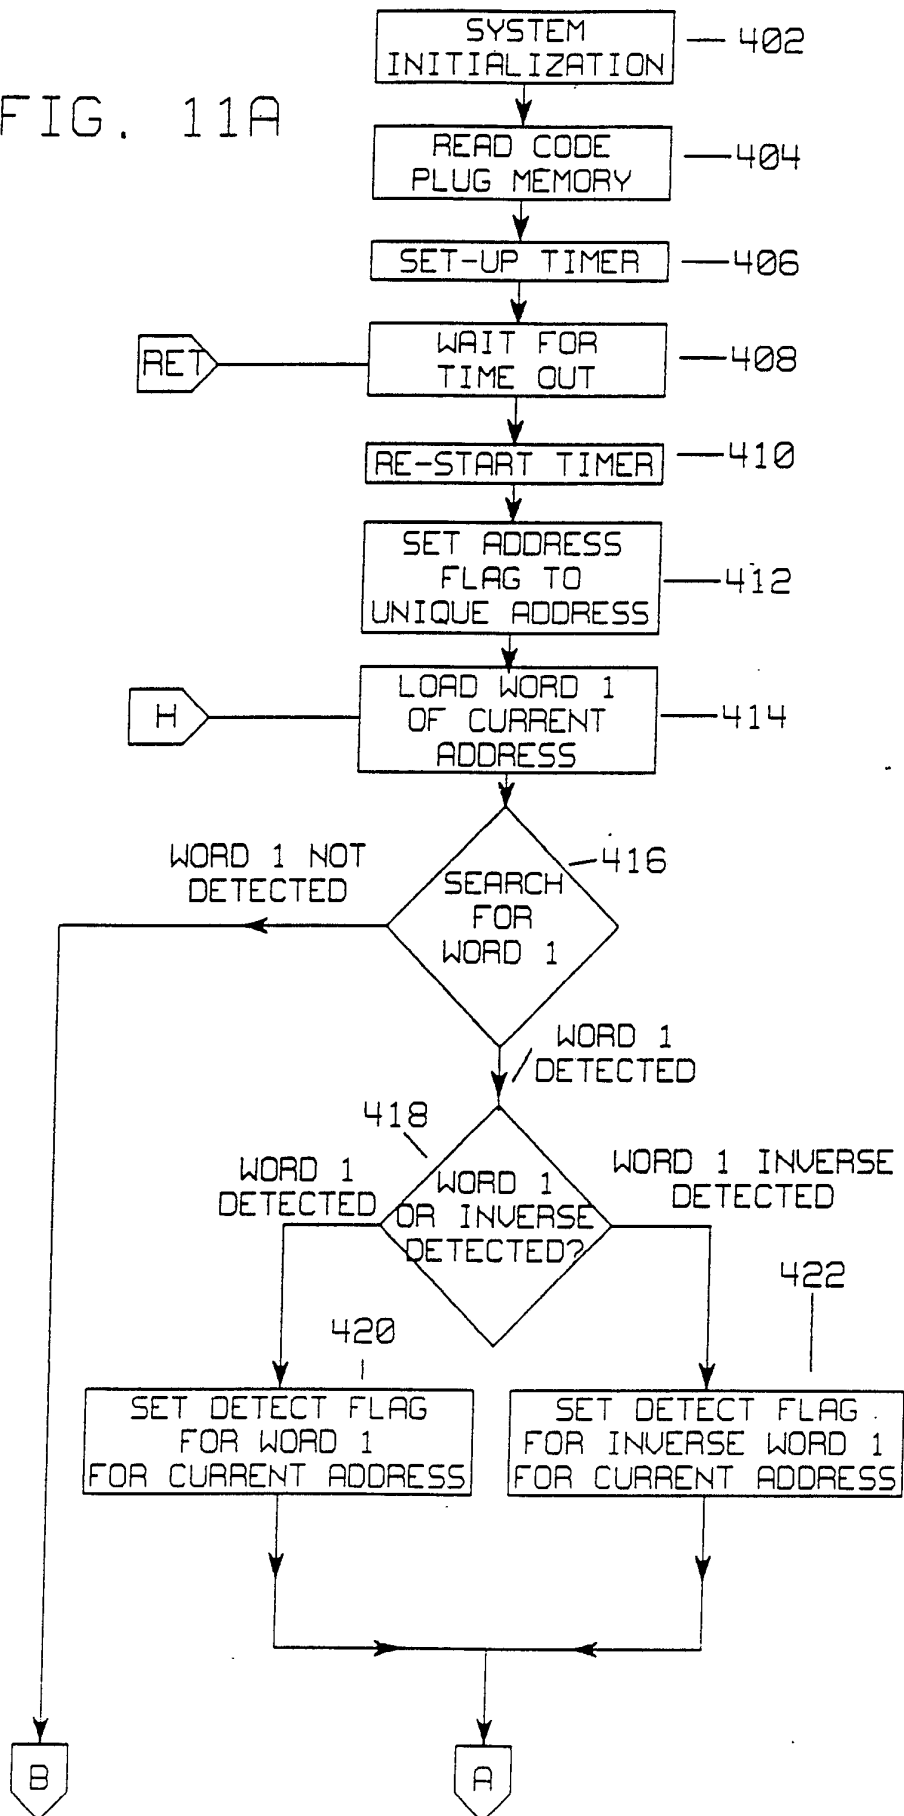 SYSTEM
INITIALIZATION
402
FIG. 11A
READ CODE
PLUG MEMORY
404
SET-UP TIMER
406
RET
WAIT FOR
TIME OUT
408
RE-START TIMER
410
SET ADDRESS
FLAG TO
UNIQUE ADDRESS
412
H
LOAD WORD 1
OF CURRENT
ADDRESS
414
WORD 1 NOT
DETECTED
416
SEARCH
FOR
WORD 1
WORD 1
DETECTED
418
WORD 1
DETECTED
WORD 1
OR INVERSE
DETECTED?
WORD 1 INVERSE
DETECTED
420
422
SET DETECT FLAG
FOR WORD 1
FOR CURRENT ADDRESS
SET DETECT FLAG
FOR INVERSE WORD 1
FOR CURRENT ADDRESS
B
A